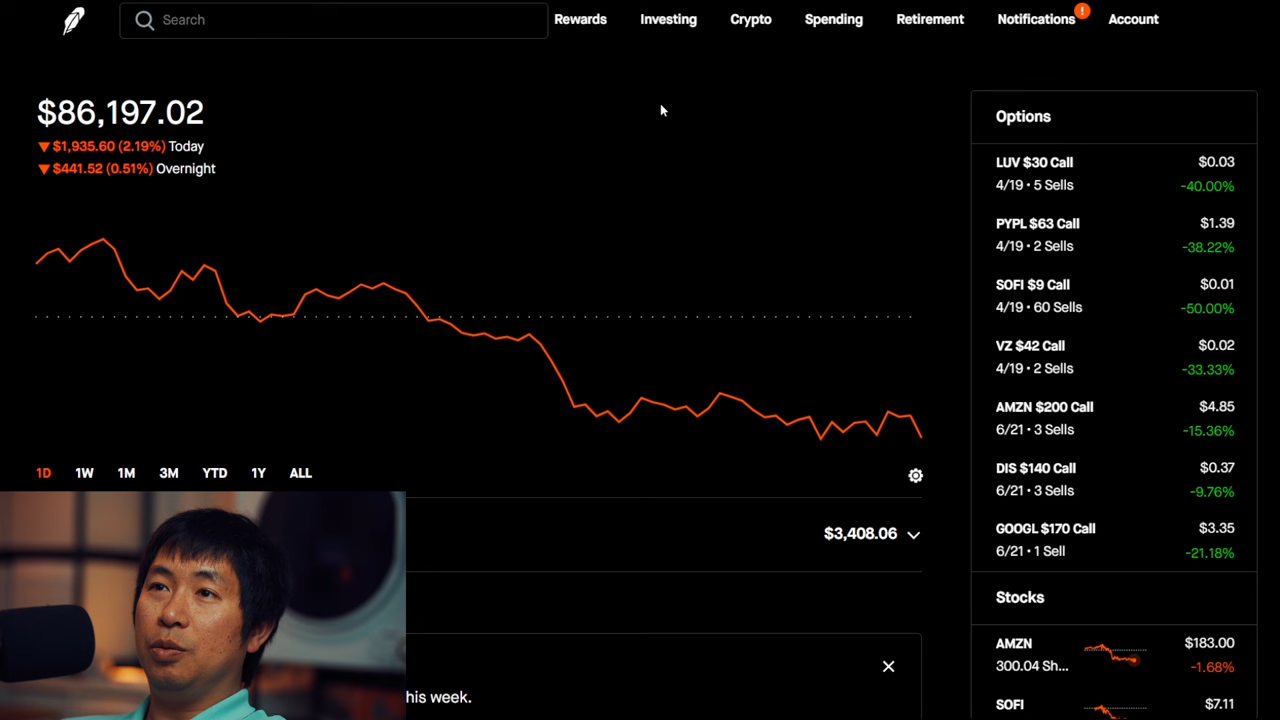 Search
Rewards
Investing
Crypto
Spending
Retirement
Notifications
!
Account
$86,197.02
▼ $1,935.60 (2.19%) Today
▼ $441.52 (0.51%) Overnight
1D 1W 1M 3M YTD 1Y ALL
$3,408.06
his week.
Options
LUV $30 Call $0.03
4/19 • 5 Sells -40.00%
PYPL $63 Call $1.39
4/19 • 2 Sells -38.22%
SOFI $9 Call $0.01
4/19 • 60 Sells -50.00%
VZ $42 Call $0.02
4/19 • 2 Sells -33.33%
AMZN $200 Call $4.85
6/21 • 3 Sells -15.36%
DIS $140 Call $0.37
6/21 • 3 Sells -9.76%
GOOGL $170 Call $3.35
6/21 • 1 Sell -21.18%
Stocks
AMZN $183.00
300.04 Sh... -1.68%
SOFI $7.11